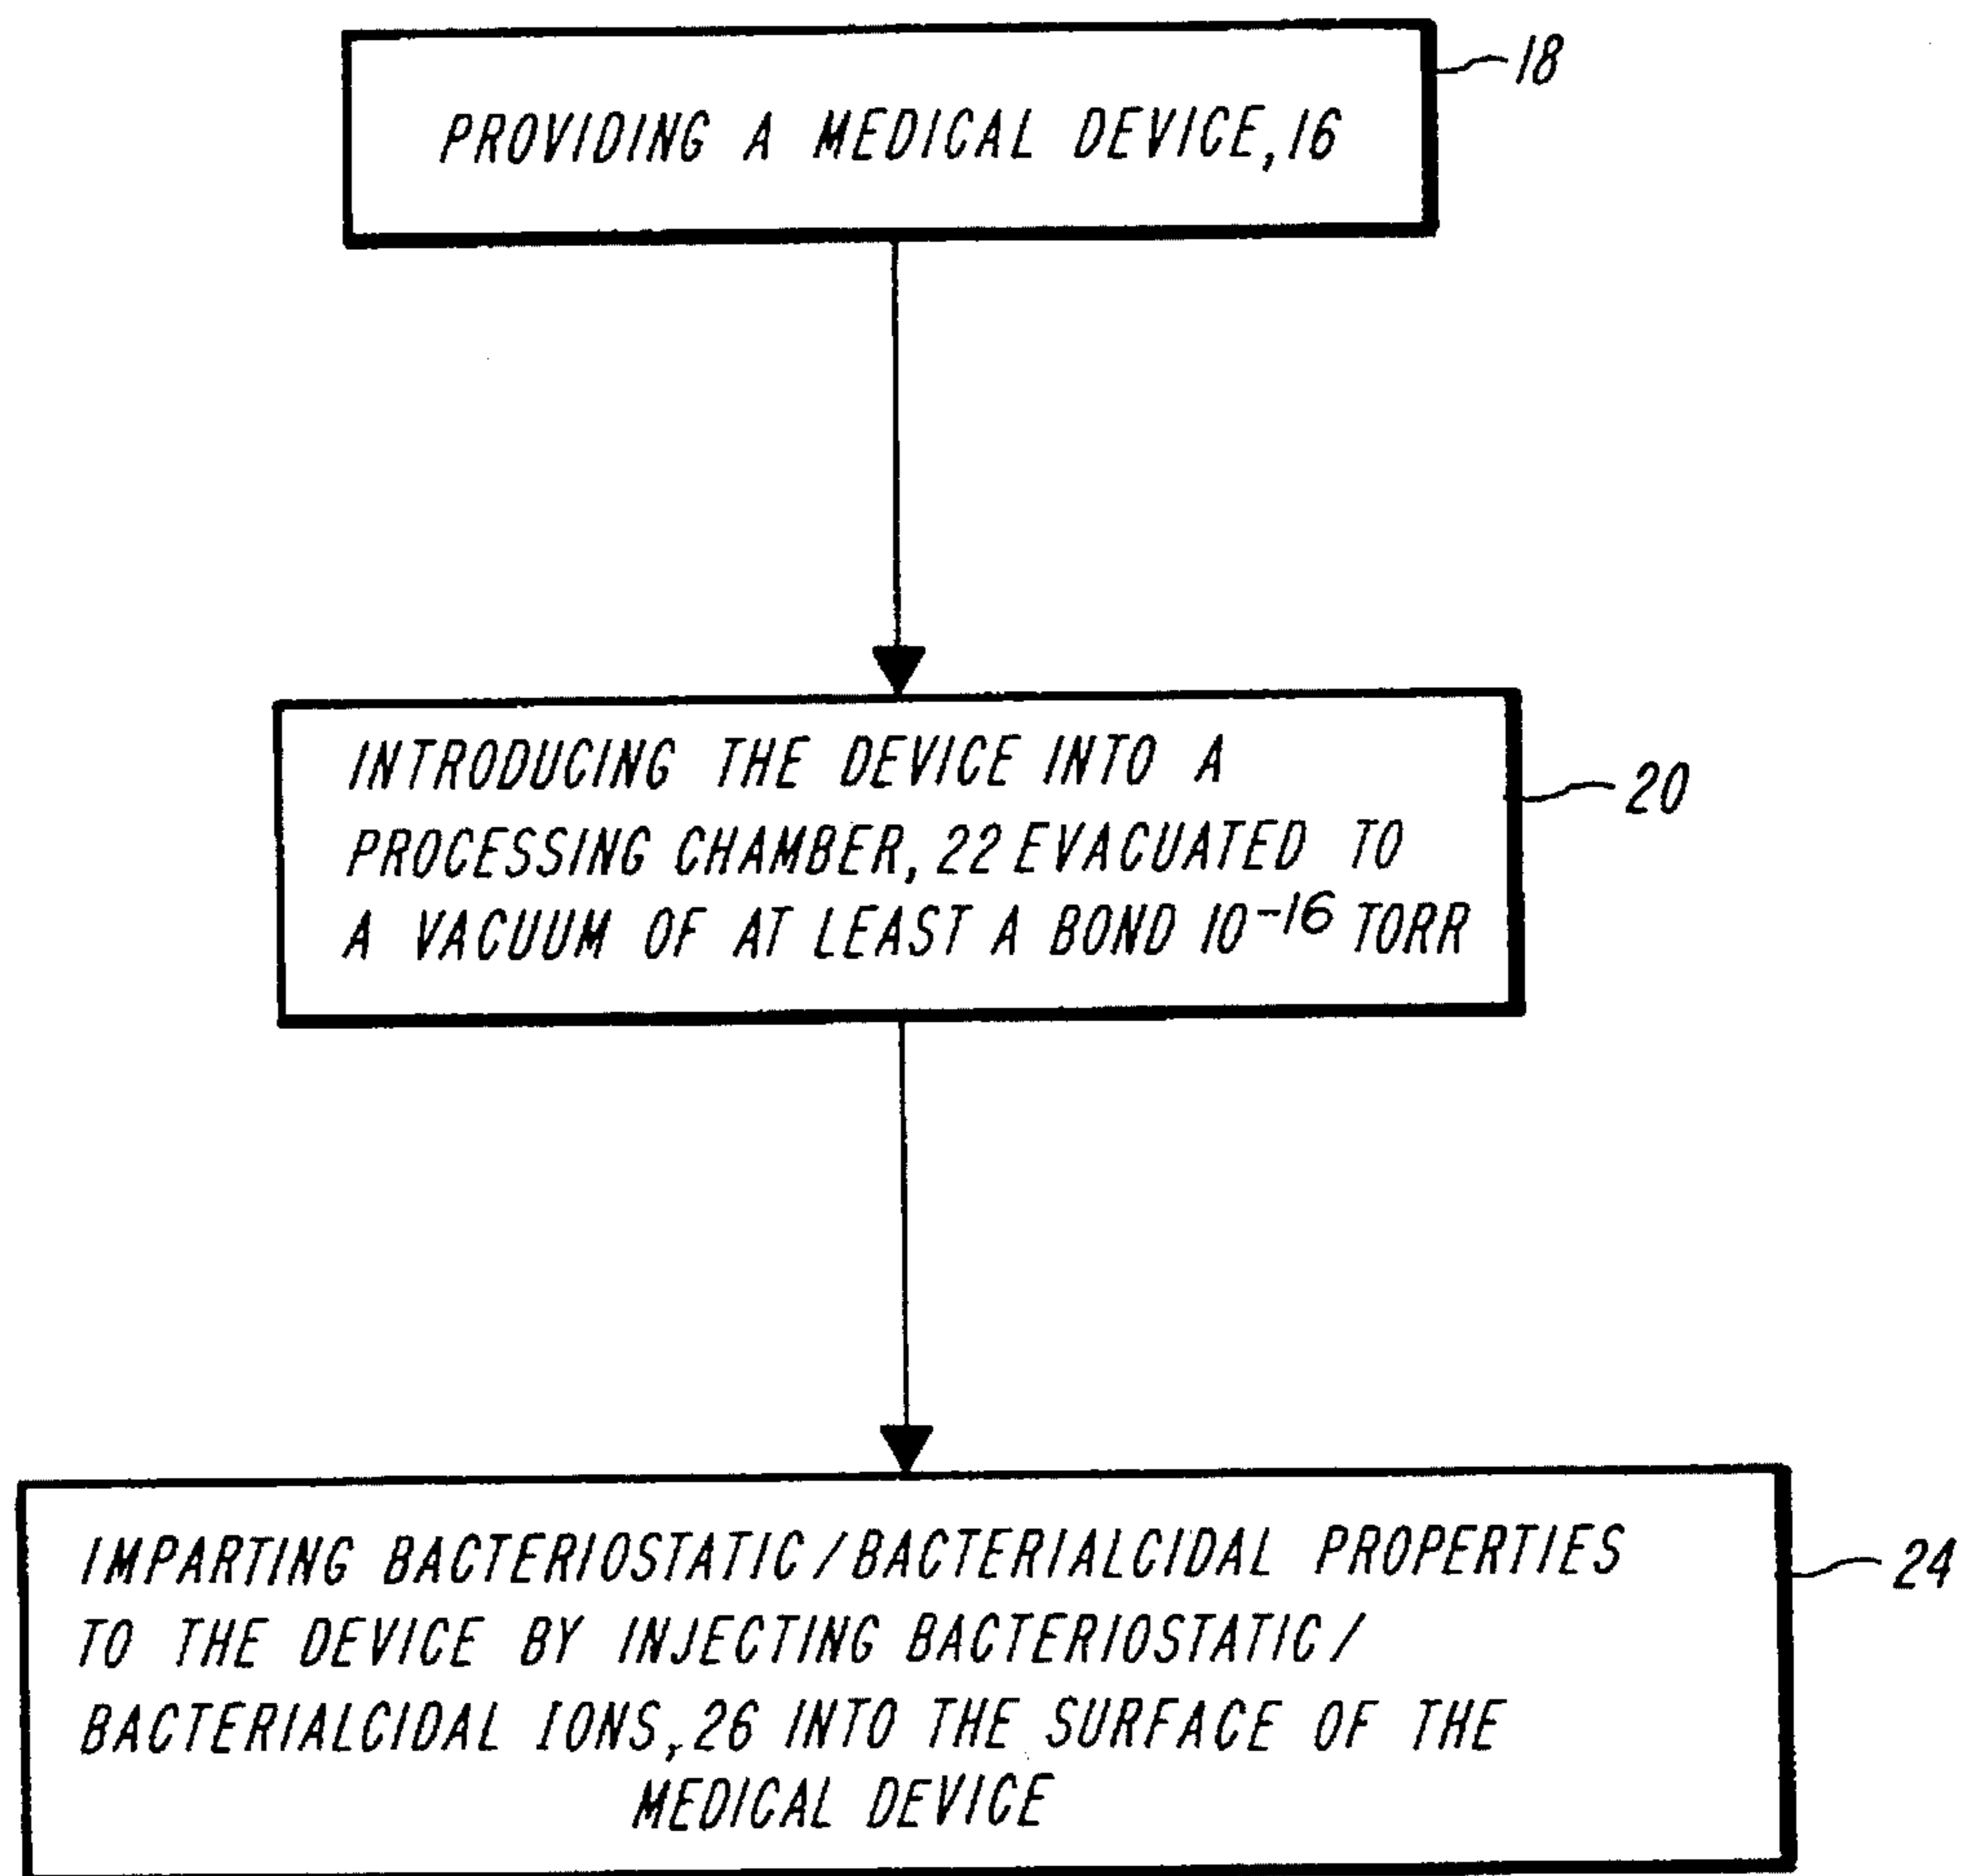 PROVIDING A MEDICAL DEVICE, 16
18
INTRODUCING THE DEVICE INTO A
PROCESSING CHAMBER, 22 EVACUATED TO
A VACUUM OF AT LEAST A BOND 10-16 TORR
20
IMPARTING BACTERIOSTATIC/BACTERIALCIDAL PROPERTIES
TO THE DEVICE BY INJECTING BACTERIOSTATIC/
BACTERIALCIDAL IONS, 26 INTO THE SURFACE OF THE
MEDICAL DEVICE
24